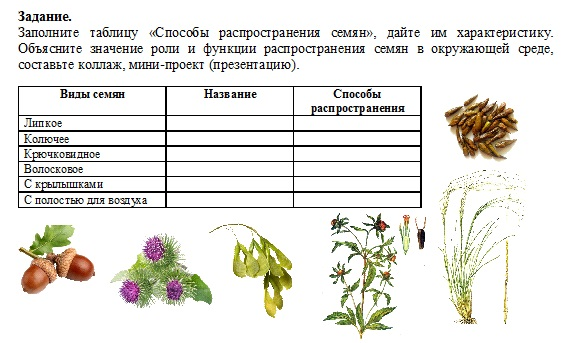 Задание.
Заполните таблицу «Способы распространения семян», дайте им характеристику.
Объясните значение роли и функции распространения семян в окружающей среде,
составьте коллаж, мини-проект (презентацию).
Виды семян Название Способы распространения
Липкое
Колючее
Крючковидное
Волосковое
С крылышками
С полостью для воздуха